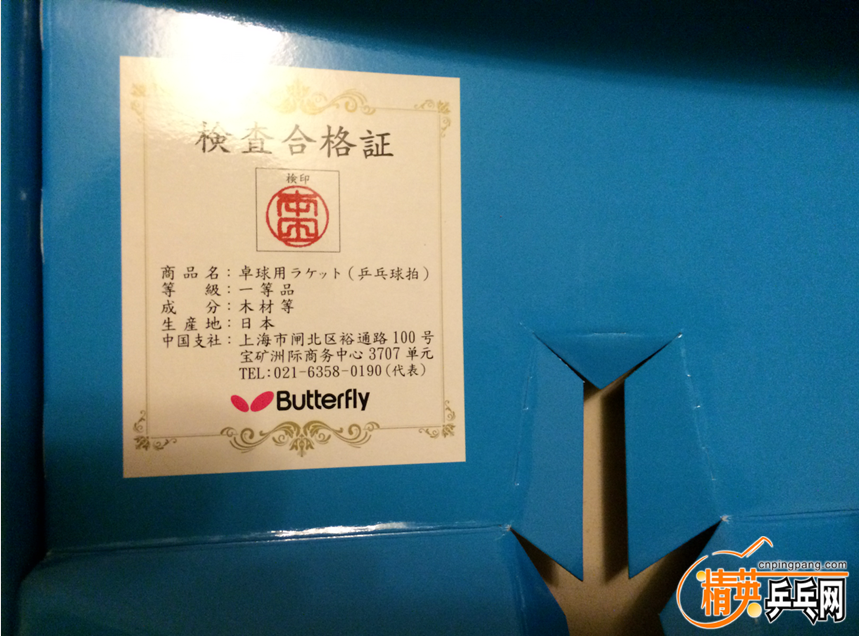 検査合格証
検印
商品名：卓球用ラケット（乒乓球拍）
等級：一等品
成分：木材等
生産地：日本
中国支社：上海市闸北区裕通路100号
宝矿洲际商务中心3707单元
TEL:021-6358-0190(代表)
Butterfly
cnpingpang.com
精英乒乓网